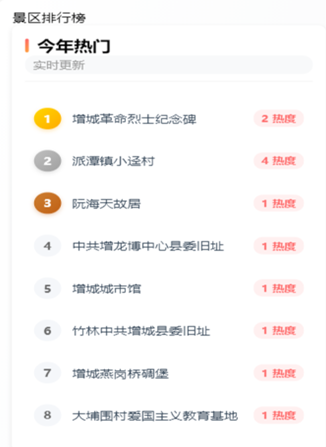 景区排行榜
今年热门
实时更新
1 增城革命烈士纪念碑 2 热度
2 派潭镇小迳村 4 热度
3 阮海天故居 1 热度
4 中共增龙博中心县委旧址 1 热度
5 增城城市馆 1 热度
6 竹林中共增城县委旧址 1 热度
7 增城燕岗桥碉堡 1 热度
8 大埔围村爱国主义教育基地 1 热度